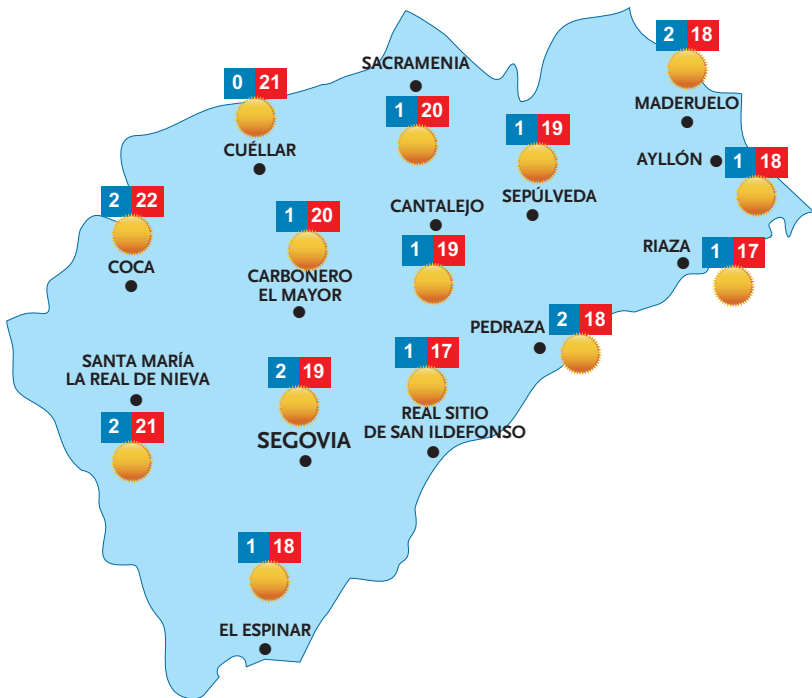 2 18
MADERUELO
SACRAMENIA
1 20
0 21
CUÉLLAR
1 19
SEPÚLVEDA
AYLLÓN
1 18
2 22
COCA
1 20
CARBONERO
EL MAYOR
CANTALEJO
1 19
RIAZA
1 17
PEDRAZA
2 18
SANTA MARÍA
LA REAL DE NIEVA
2 21
2 19
SEGOVIA
1 17
REAL SITIO
DE SAN ILDEFONSO
1 18
EL ESPINAR